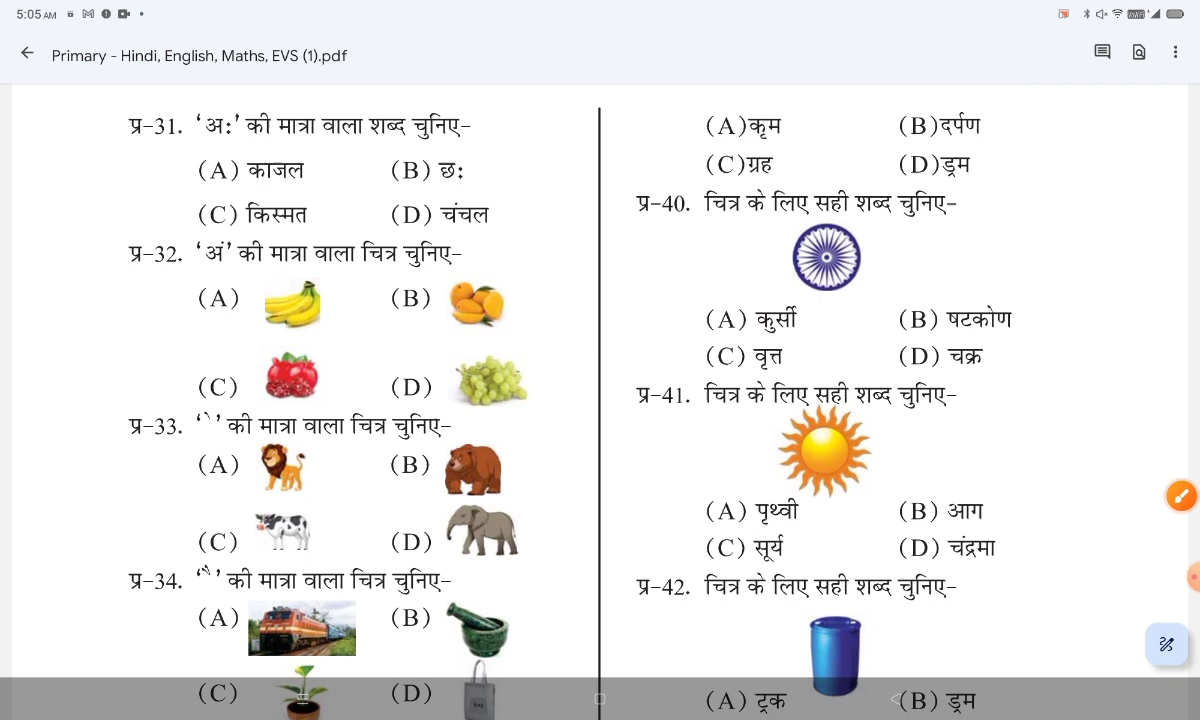 5:05 AM
Primary - Hindi, English, Maths, EVS (1).pdf
प्र-31. ‘अः’ की मात्रा वाला शब्द चुनिए-
(A) काजल (B) छः
(C) किस्मत (D) चंचल
प्र-32. ‘अं’ की मात्रा वाला चित्र चुनिए-
(A) (B)
(C) (D)
प्र-33. ‘े’ की मात्रा वाला चित्र चुनिए-
(A) (B)
(C) (D)
प्र-34. ‘ै’ की मात्रा वाला चित्र चुनिए-
(A) (B)
(C) (D)
(A)कृम (B)दर्पण
(C)ग्रह (D)ड्रम
प्र-40. चित्र के लिए सही शब्द चुनिए-
(A) कुर्सी (B) षटकोण
(C) वृत्त (D) चक्र
प्र-41. चित्र के लिए सही शब्द चुनिए-
(A) पृथ्वी (B) आग
(C) सूर्य (D) चंद्रमा
प्र-42. चित्र के लिए सही शब्द चुनिए-
(A) ट्रक (B) ड्रम